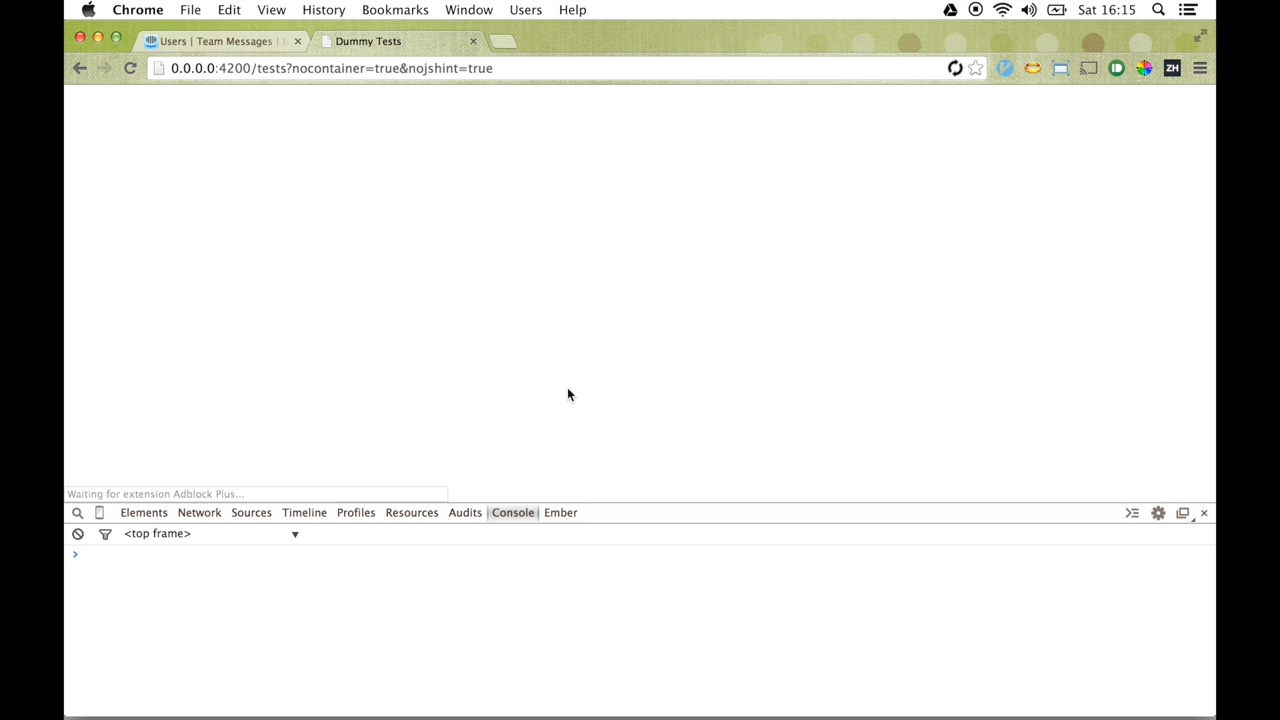 Chrome File Edit View History Bookmarks Window Users Help Sat 16:15
Users | Team Messages | Dummy Tests
0.0.0.0:4200/tests?nocontainer=true&nojshint=true ZH
Waiting for extension Adblock Plus...
Elements Network Sources Timeline Profiles Resources Audits Console Ember
<top frame>